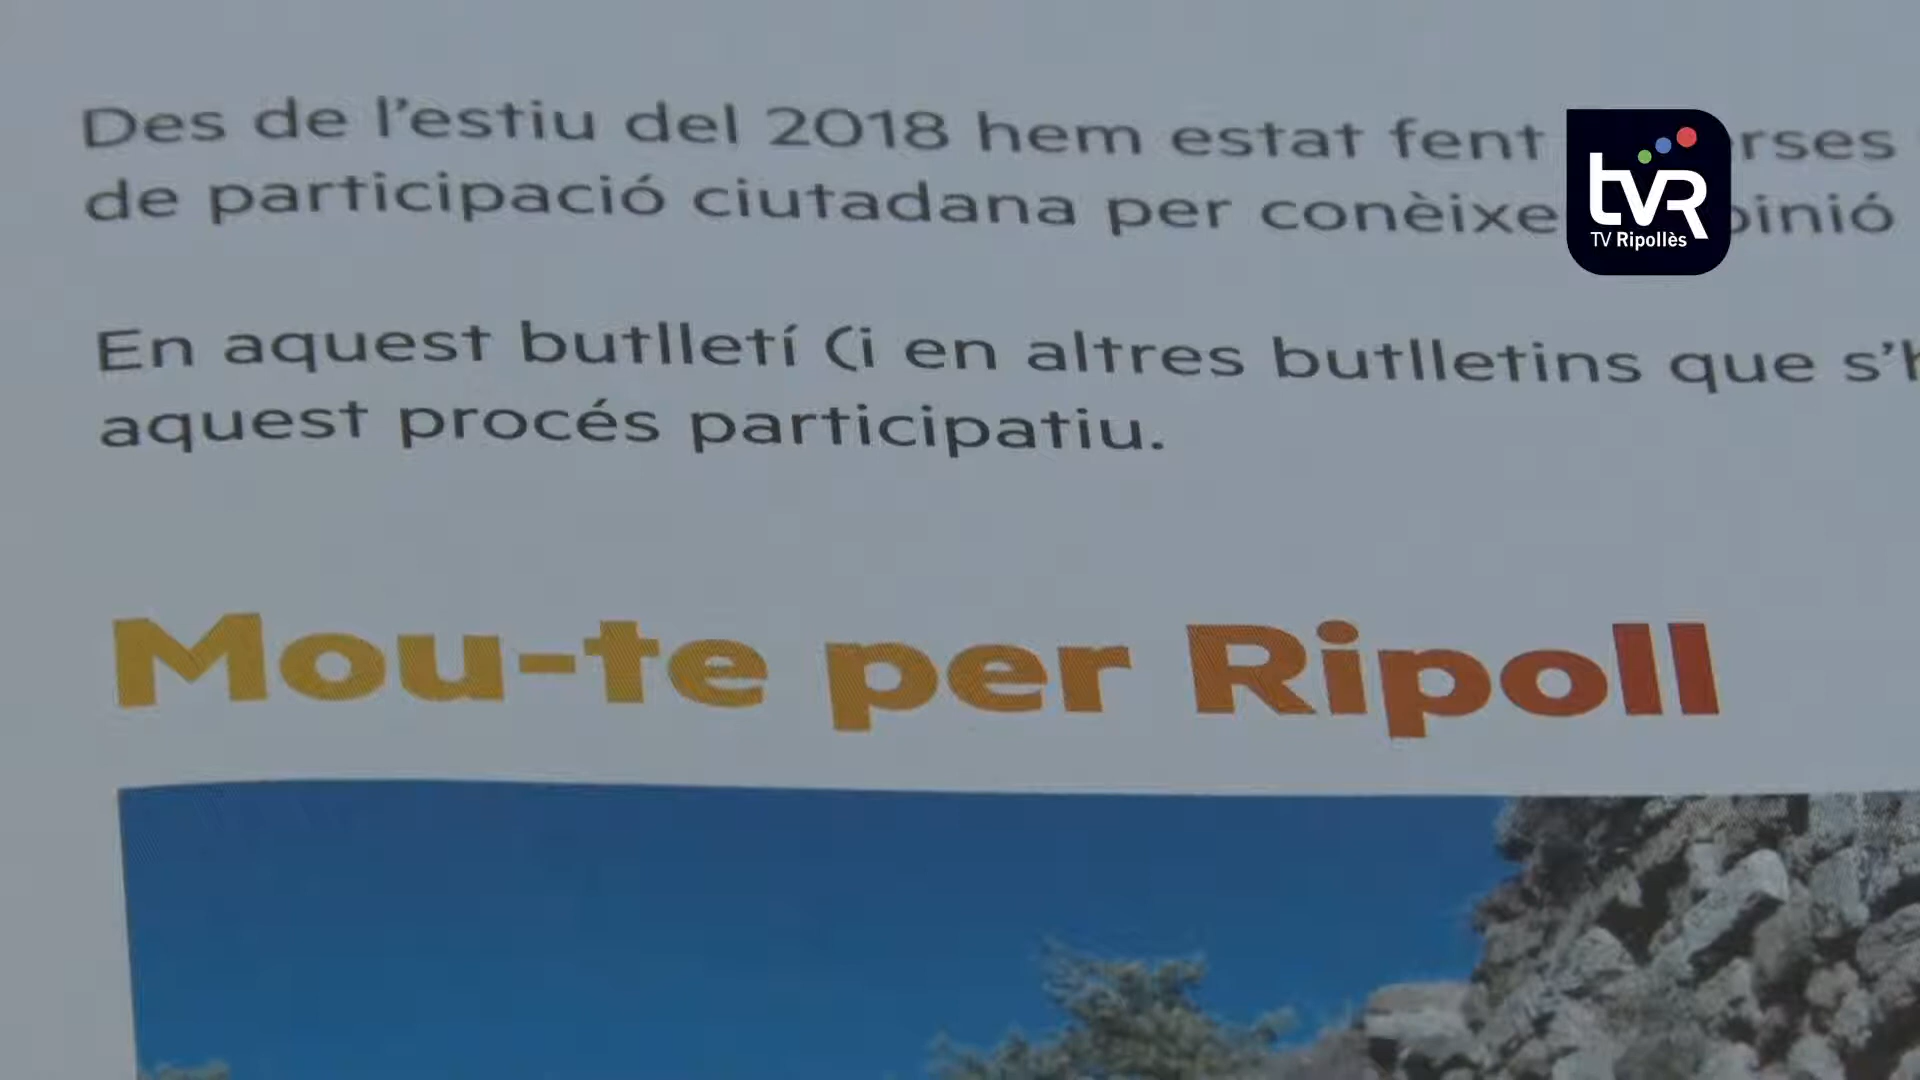 Des de l'estiu del 2018 hem estat fent
de participació ciutadana per
En aquest butlletí (i en altres butlletins que
aquest procés participatiu.
Mou-te per Ripoll
tvR
TV Ripollès